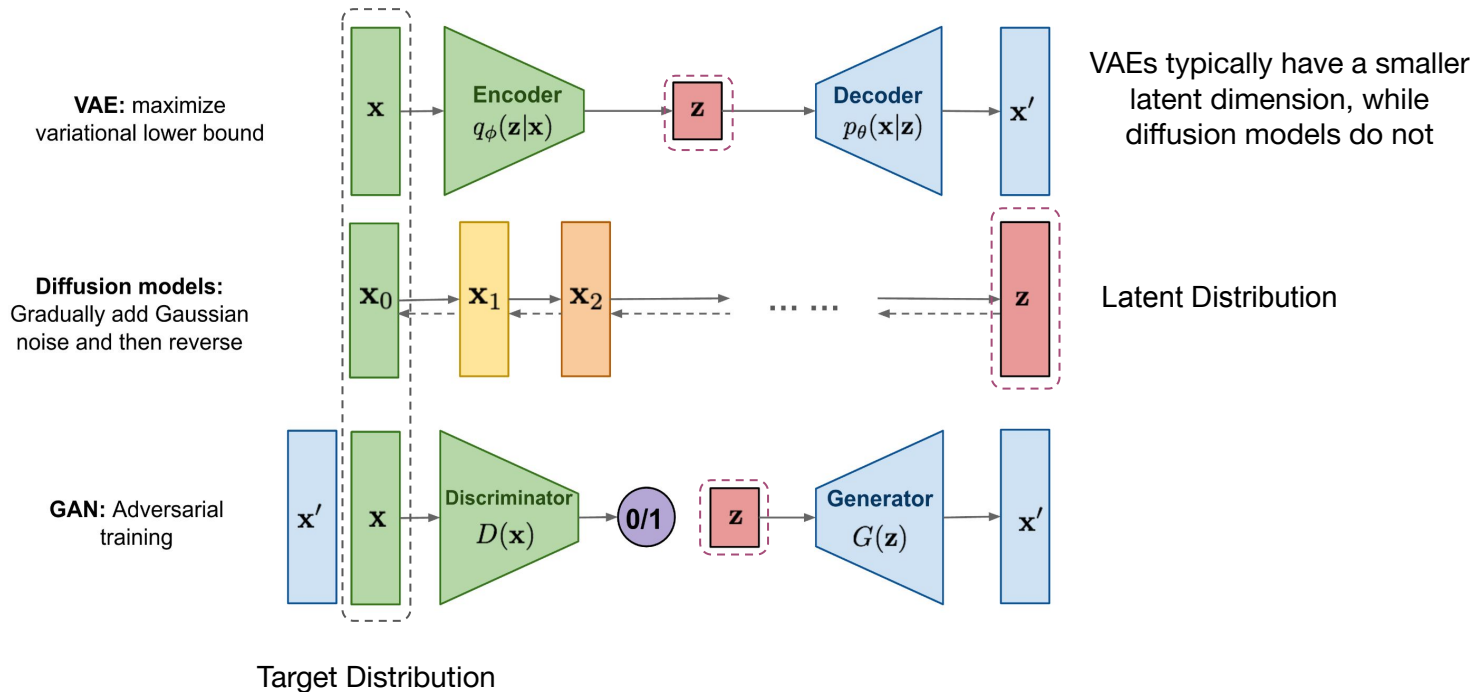 VAE: maximize
variational lower bound
x
Encoder
q_ϕ(z|x)
z
Decoder
p_θ(x|z)
x′
VAEs typically have a smaller
latent dimension, while
diffusion models do not
Diffusion models:
Gradually add Gaussian
noise and then reverse
x₀
x₁
x₂
... ...
z
Latent Distribution
GAN: Adversarial
training
x′
x
Discriminator
D(x)
0/1
z
Generator
G(z)
x′
Target Distribution